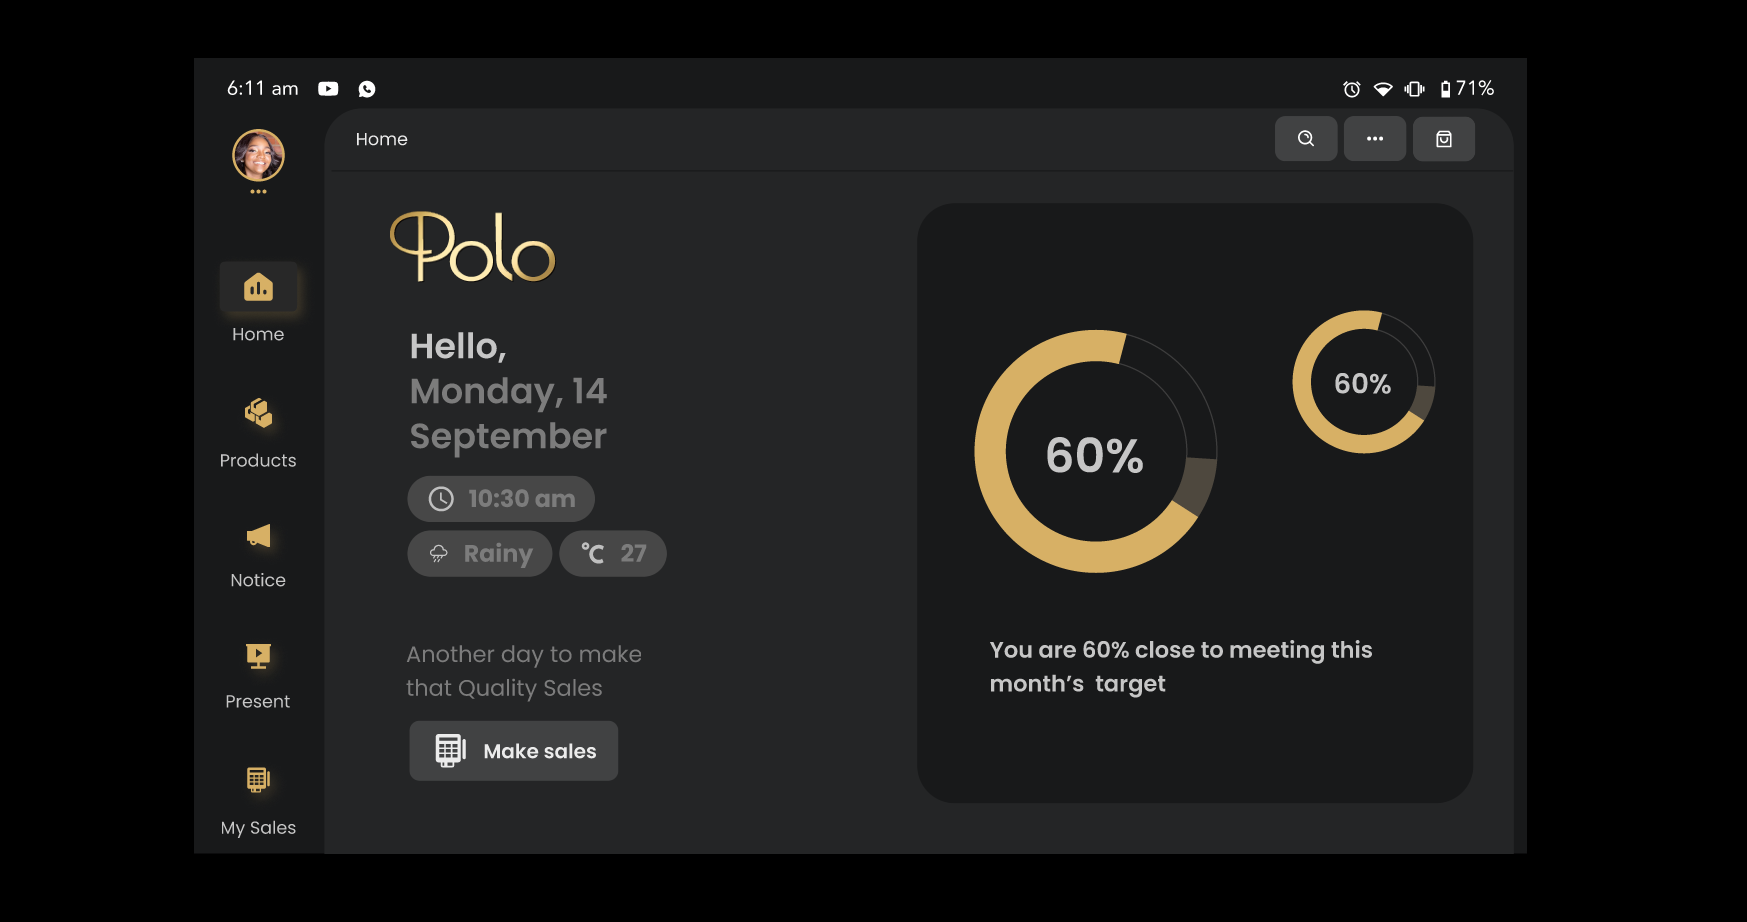 6:11 am
71%
Home
Polo
Hello,
Monday, 14
September
10:30 am
Rainy
°C 27
Another day to make
that Quality Sales
Make sales
60%
60%
You are 60% close to meeting this
month's target
Home
Products
Notice
Present
My Sales